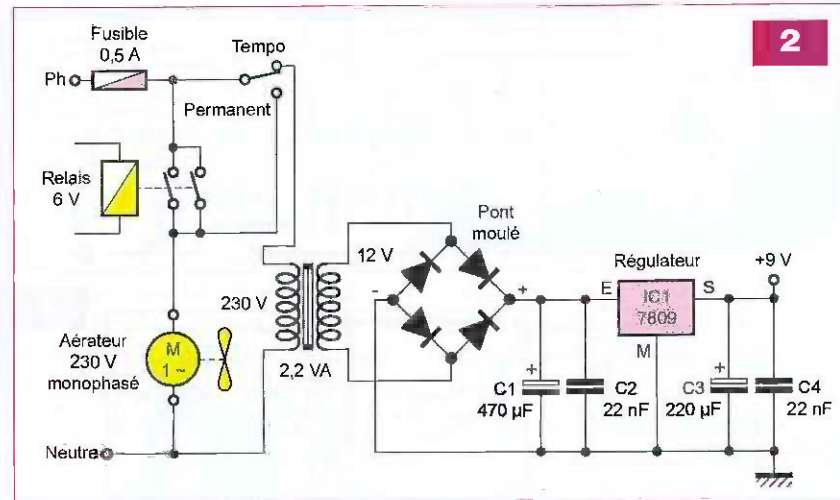 2
Fusible
0,5 A
Tempo
Ph
Permanent
Relais
6 V
12 V
Pont
moulé
230 V
- +
Régulateur
+9 V
E IC1 S
7809
M
Aérateur
230 V
monophasé
M
1 ~
2,2 VA
+
C1
470 µF
C2
22 nF
+
C3
220 µF
C4
22 nF
Neutre